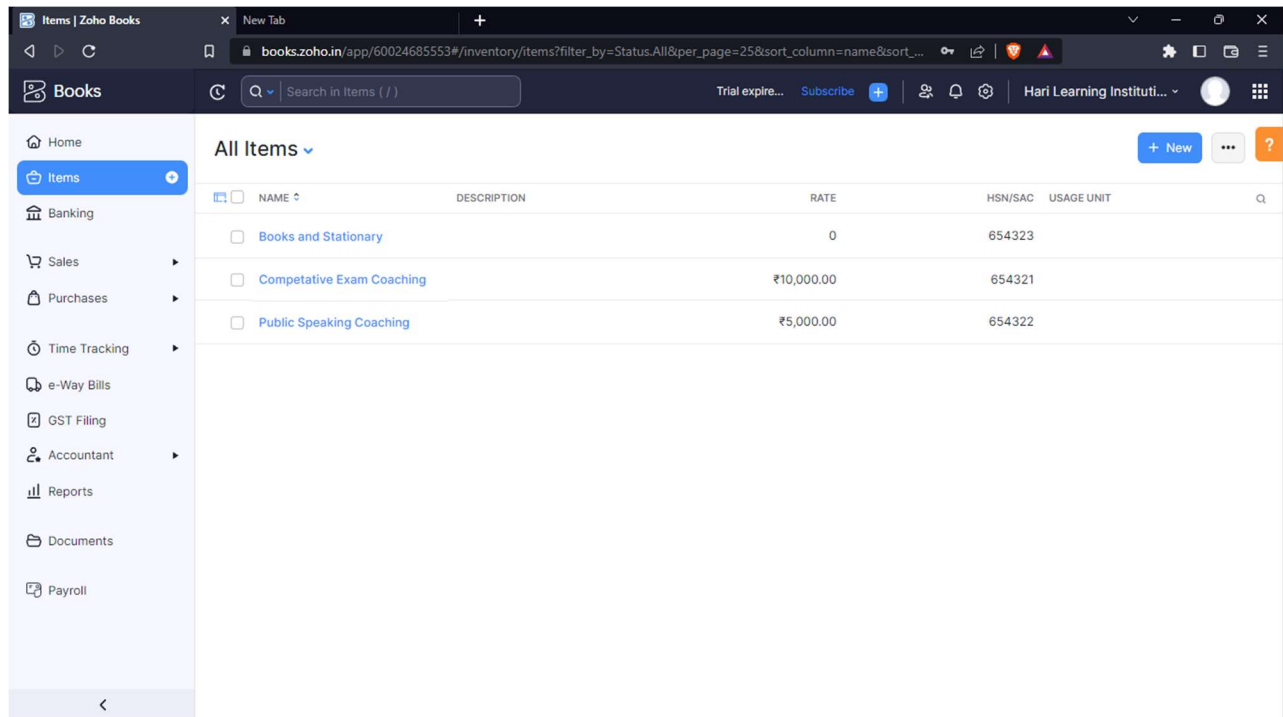 Items | Zoho Books
New Tab
books.zoho.in/app/60024685553#/inventory/items?filter_by=Status.All&per_page=25&sort_column=name&sort_...
Books
Search in Items ( / )
Trial expire... Subscribe
Hari Learning Instituti...
Home
Items
Banking
Sales
Purchases
Time Tracking
e-Way Bills
GST Filing
Accountant
Reports
Documents
Payroll
All Items
+ New
?
NAME DESCRIPTION RATE HSN/SAC USAGE UNIT
Books and Stationary 0 654323
Competative Exam Coaching ₹10,000.00 654321
Public Speaking Coaching ₹5,000.00 654322